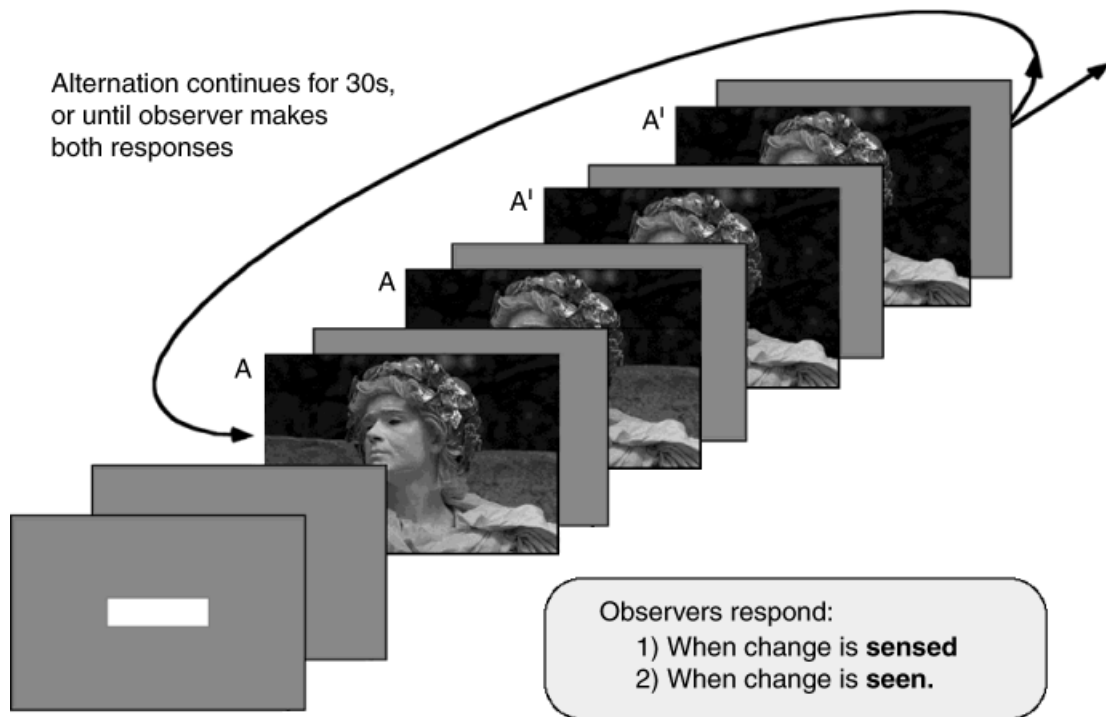 Alternation continues for 30s,
or until observer makes
both responses
A'
A'
A
A
Observers respond:
1) When change is sensed
2) When change is seen.